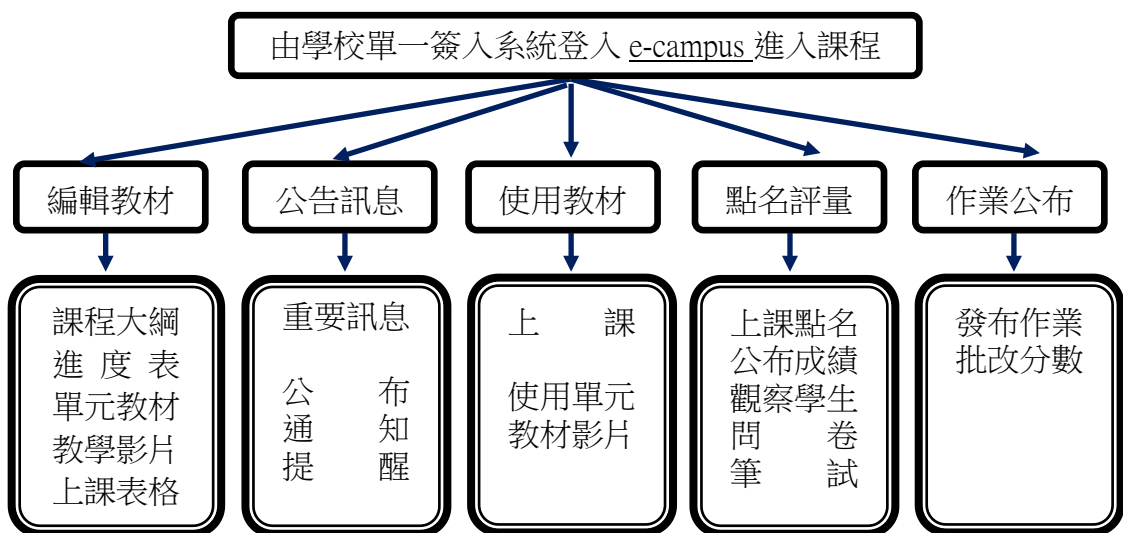 由學校單一簽入系統登入 e-campus 進入課程
編輯教材
公告訊息
使用教材
點名評量
作業公布
課程大綱
進度表
單元教材
教學影片
上課表格
重要訊息
公布
通知
提醒
上課
使用單元
教材影片
上課點名
公布成績
觀察學生
問卷
筆試
發布作業
批改分數